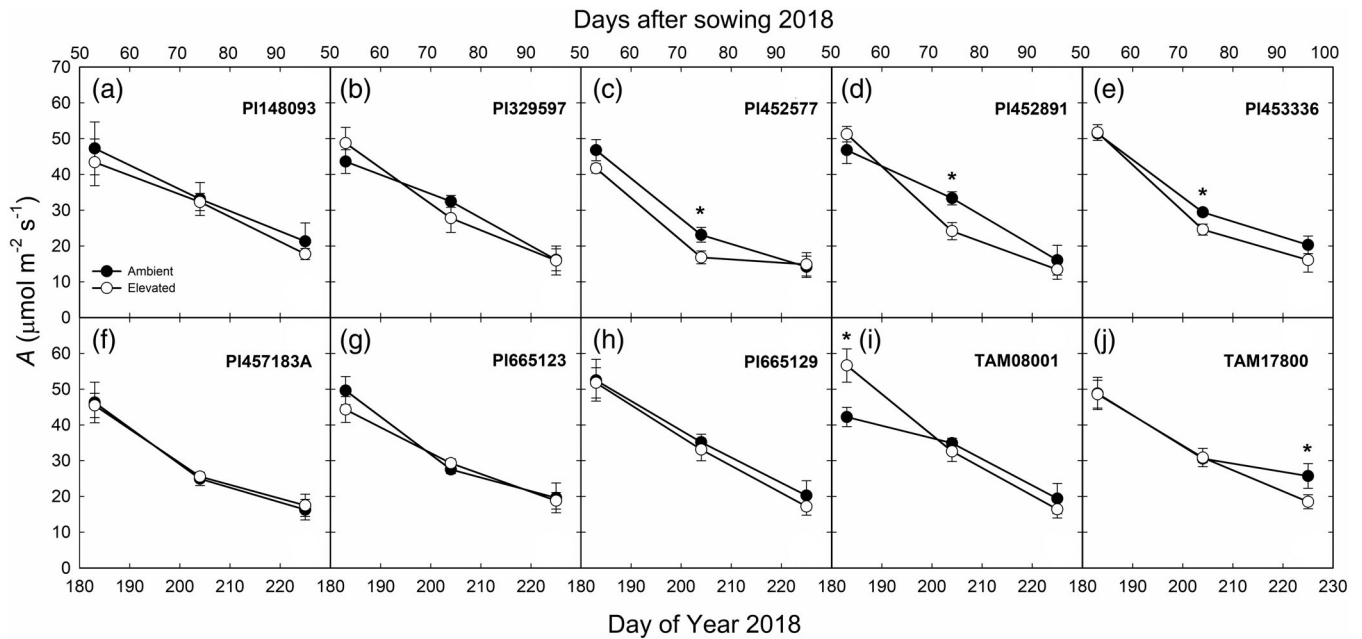 Days after sowing 2018
50 60 70 80 90 50 60 70 80 90 50 60 70 80 90 50 60 70 80 90 50 60 70 80 90 100
70
60
50
40
30
20
10
0
(a) PI148093
Ambient
Elevated
(b) PI329597
(c) PI452577
*
(d) PI452891
*
(e) PI453336
*
A (μmol m⁻² s⁻¹)
60
50
40
30
20
10
0
(f) PI457183A
(g) PI665123
(h) PI665129
* (i) TAM08001
(j) TAM17800
*
180 190 200 210 220 180 190 200 210 220 180 190 200 210 220 180 190 200 210 220 180 190 200 210 220 230
Day of Year 2018